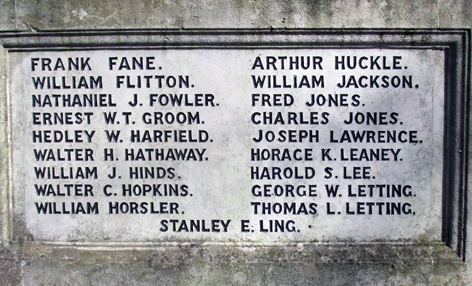 FRANK FANE.
WILLIAM FLITTON.
NATHANIEL J. FOWLER.
ERNEST W.T. GROOM.
HEDLEY W. HARFIELD.
WALTER H. HATHAWAY.
WILLIAM J. HINDS.
WALTER C. HOPKINS.
WILLIAM HORSLER.
ARTHUR HUCKLE.
WILLIAM JACKSON.
FRED JONES.
CHARLES JONES.
JOSEPH LAWRENCE.
HORACE K. LEANEY.
HAROLD S. LEE.
GEORGE W. LETTING.
THOMAS L. LETTING.
STANLEY E. LING.